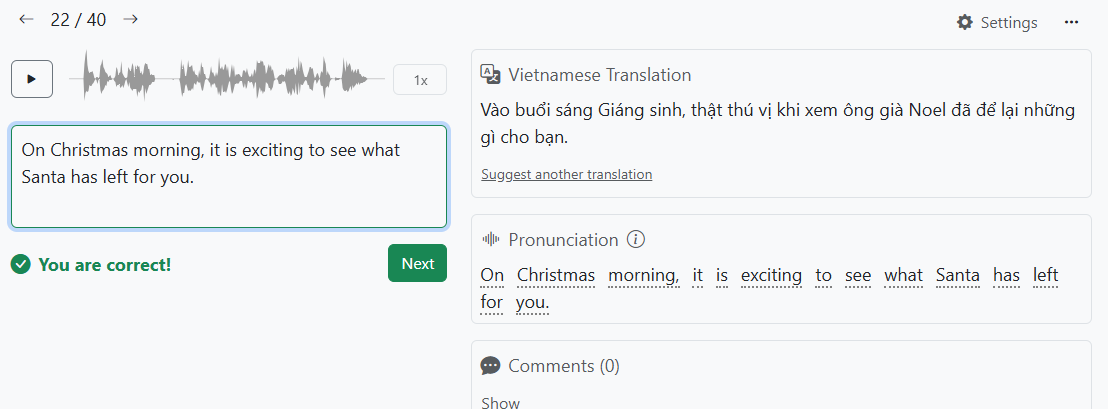 22 / 40
Settings
1x
On Christmas morning, it is exciting to see what
Santa has left for you.
You are correct!
Next
Vietnamese Translation
Vào buổi sáng Giáng sinh, thật thú vị khi xem ông già Noel đã để lại những
gì cho bạn.
Suggest another translation
Pronunciation
On Christmas morning, it is exciting to see what Santa has left
for you.
Comments (0)
Show